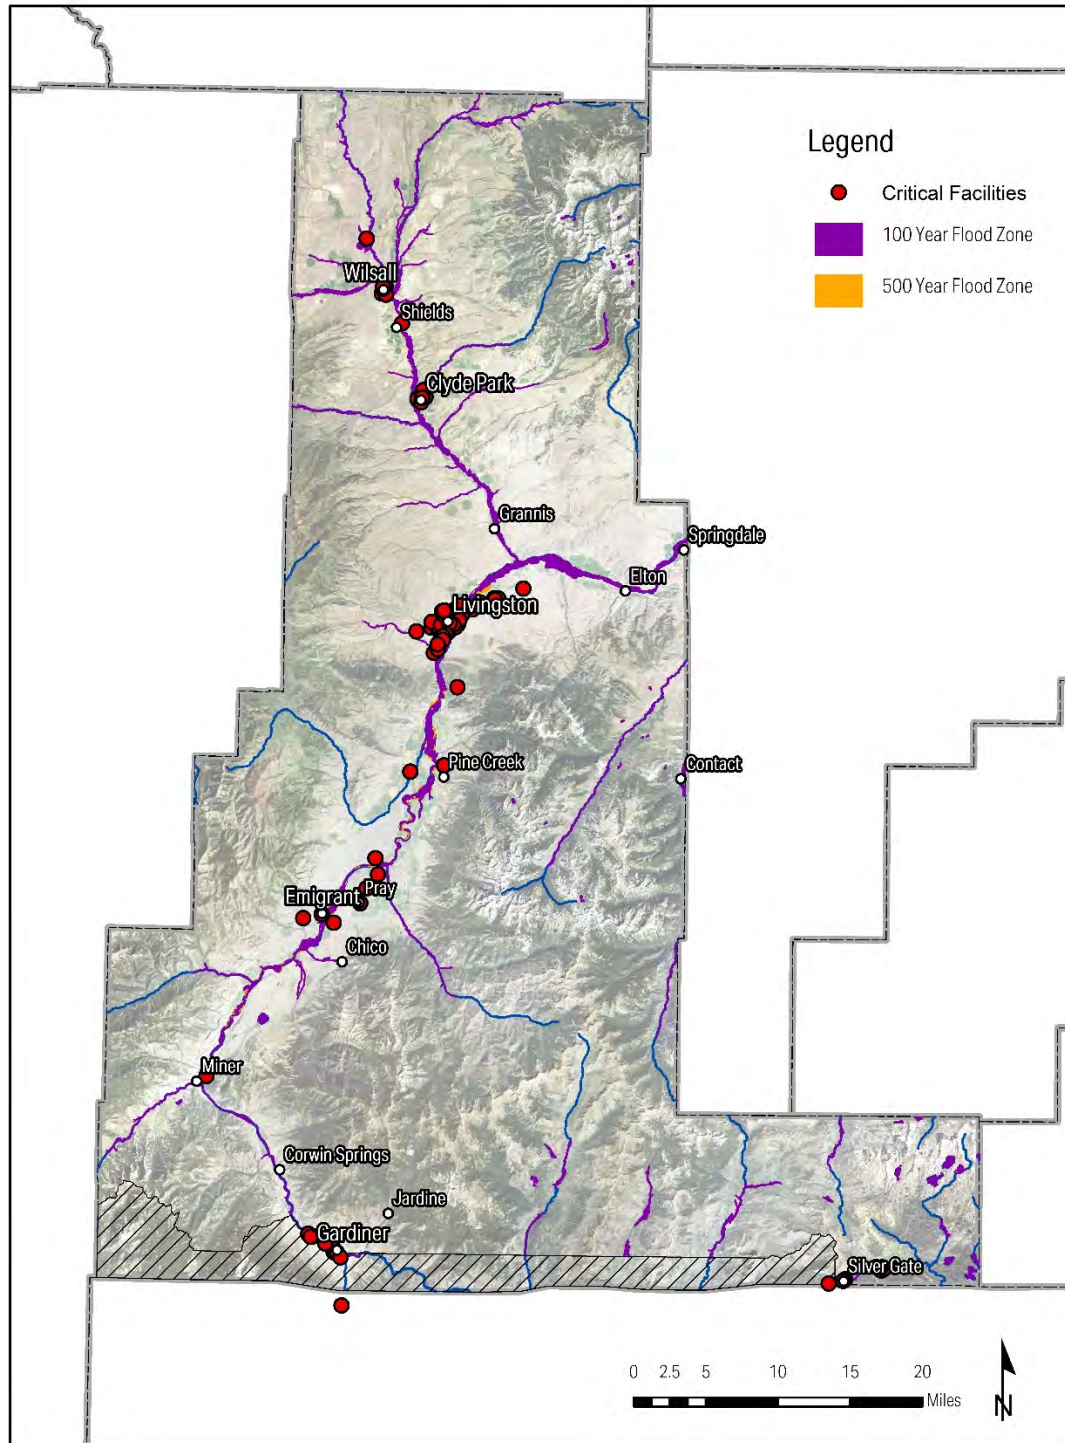 Legend
Critical Facilities
100 Year Flood Zone
500 Year Flood Zone
Wilsall
Shields
Clyde Park
Grannis
Springdale
Elton
Livingston
Pine Creek
Contact
Pray
Emigrant
Chico
Miner
Corwin Springs
Jardine
Gardiner
Silver Gate
0 2.5 5 10 15 20
Miles
N